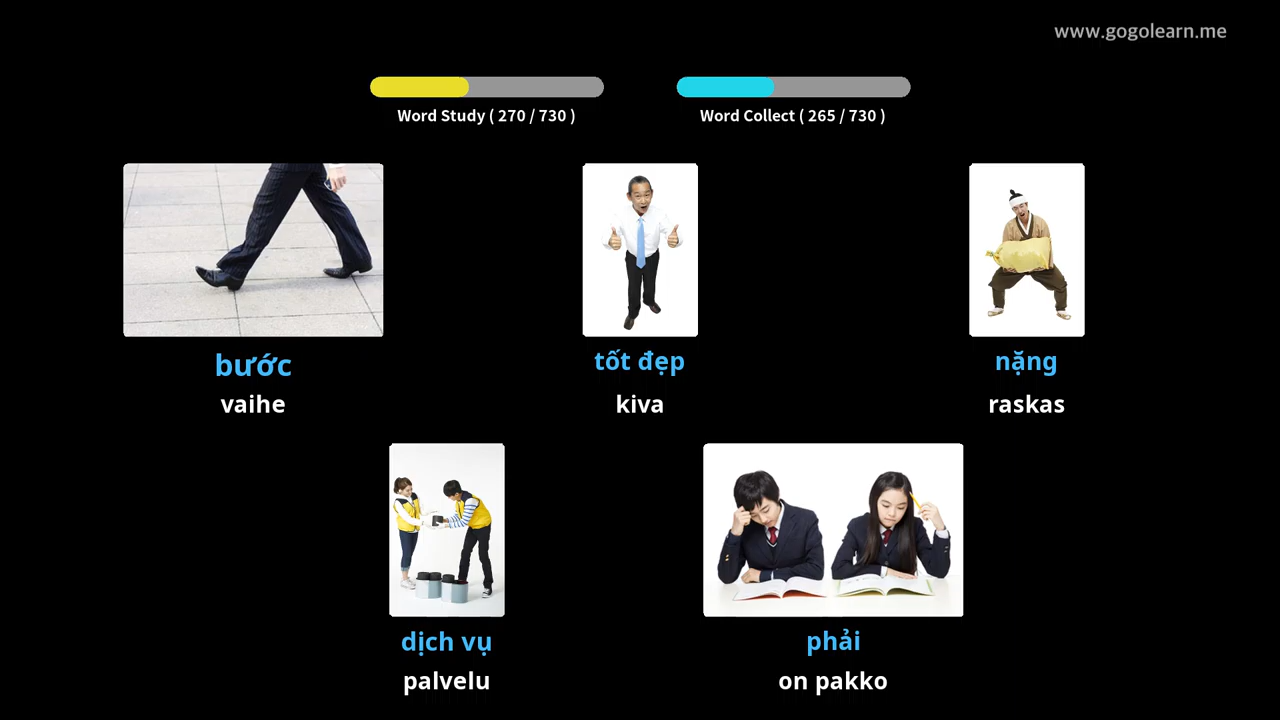 www.gogolearn.me
Word Study ( 270 / 730 )
Word Collect ( 265 / 730 )
bước
vaihe
tốt đẹp
kiva
nặng
raskas
dịch vụ
palvelu
phải
on pakko